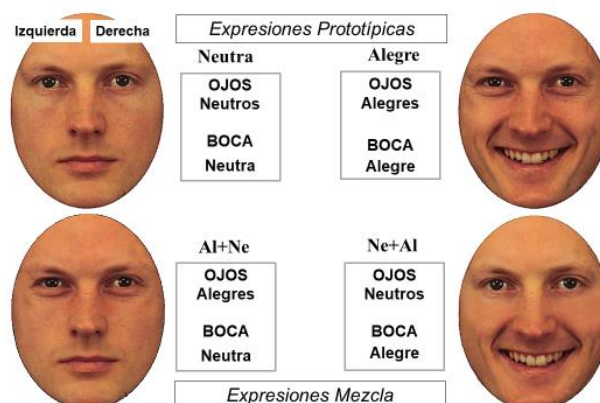 Izquierda Derecha
Expresiones Prototípicas
Neutra
OJOS
Neutros
BOCA
Neutra
Alegre
OJOS
Alegres
BOCA
Alegre
Al+Ne
OJOS
Alegres
BOCA
Neutra
Ne+Al
OJOS
Neutros
BOCA
Alegre
Expresiones Mezcla